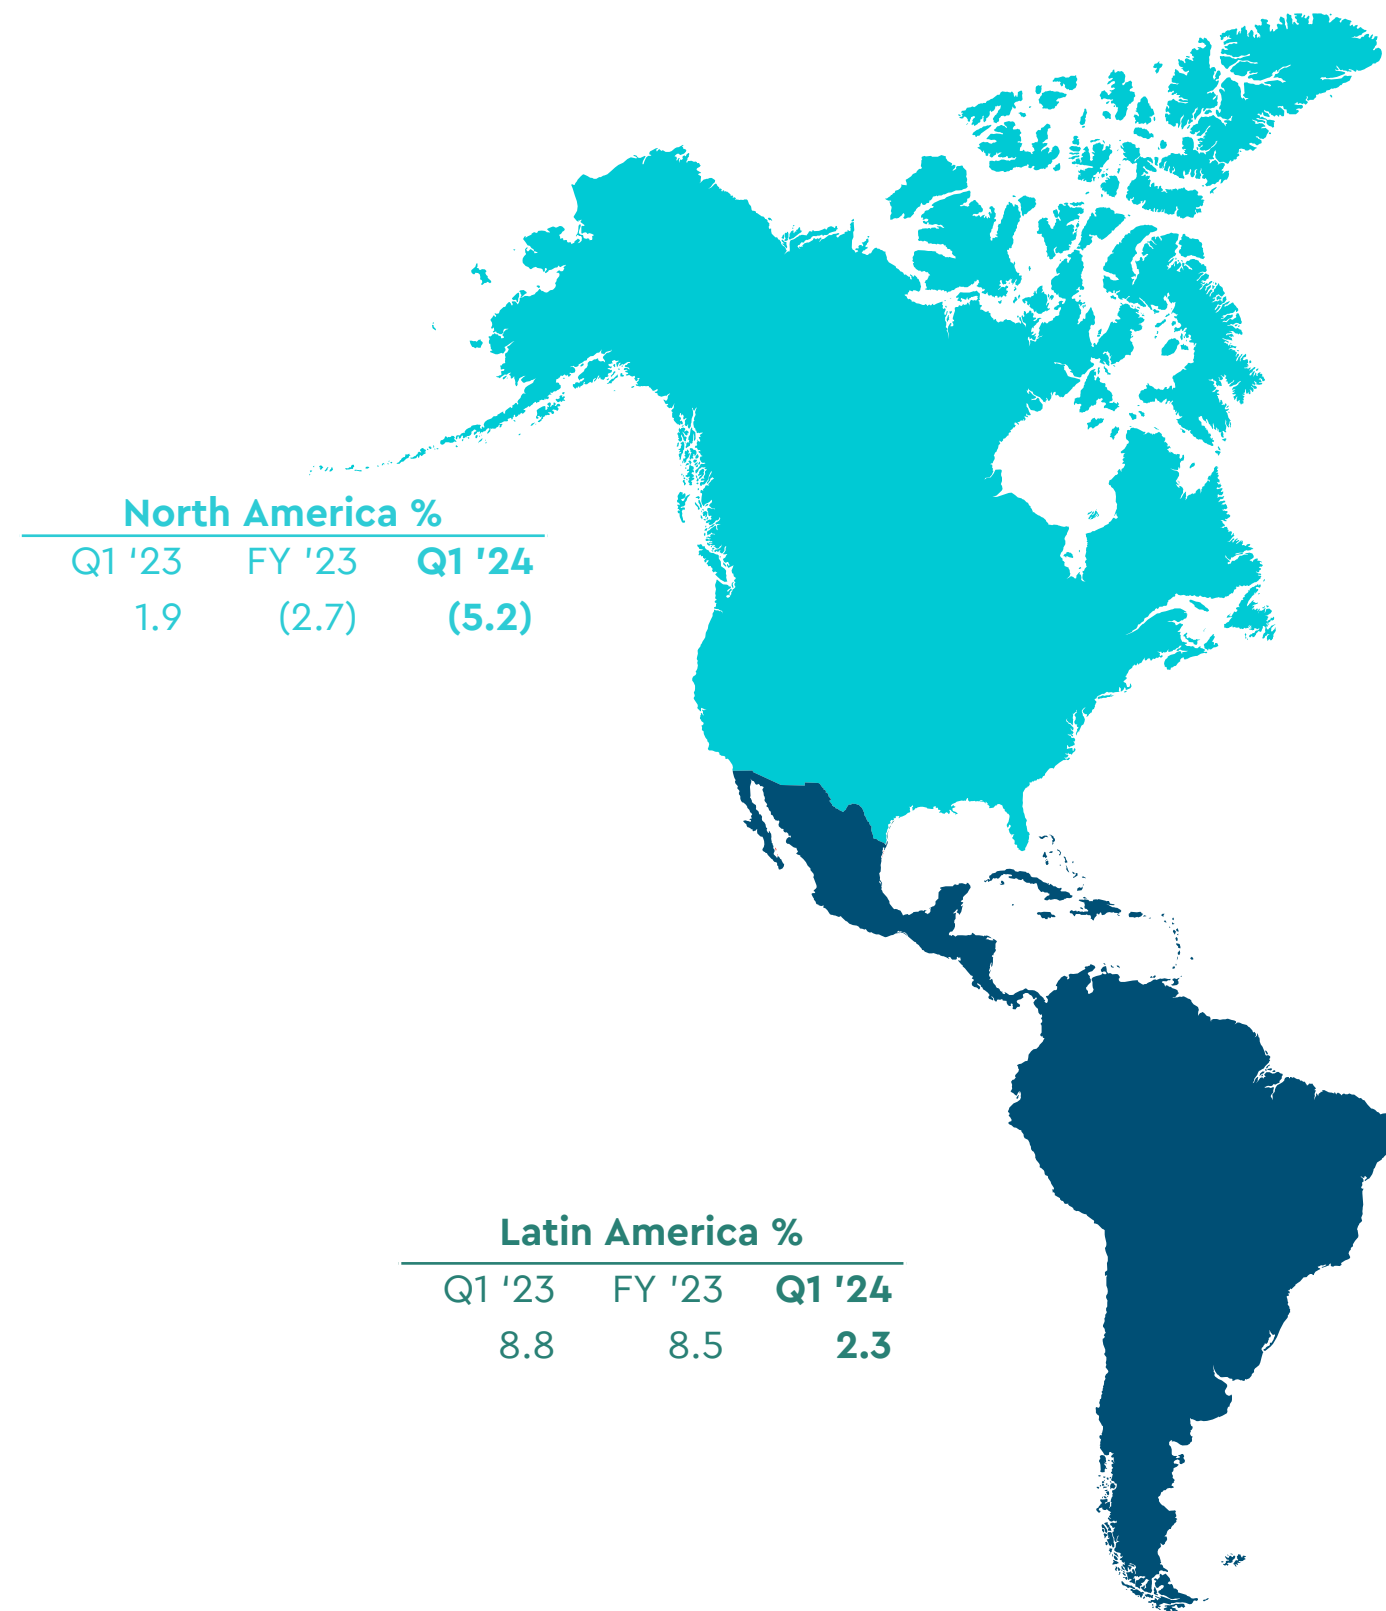 North America %
Q1 '23 FY '23 Q1 '24
1.9 (2.7) (5.2)
Latin America %
Q1 '23 FY '23 Q1 '24
8.8 8.5 2.3